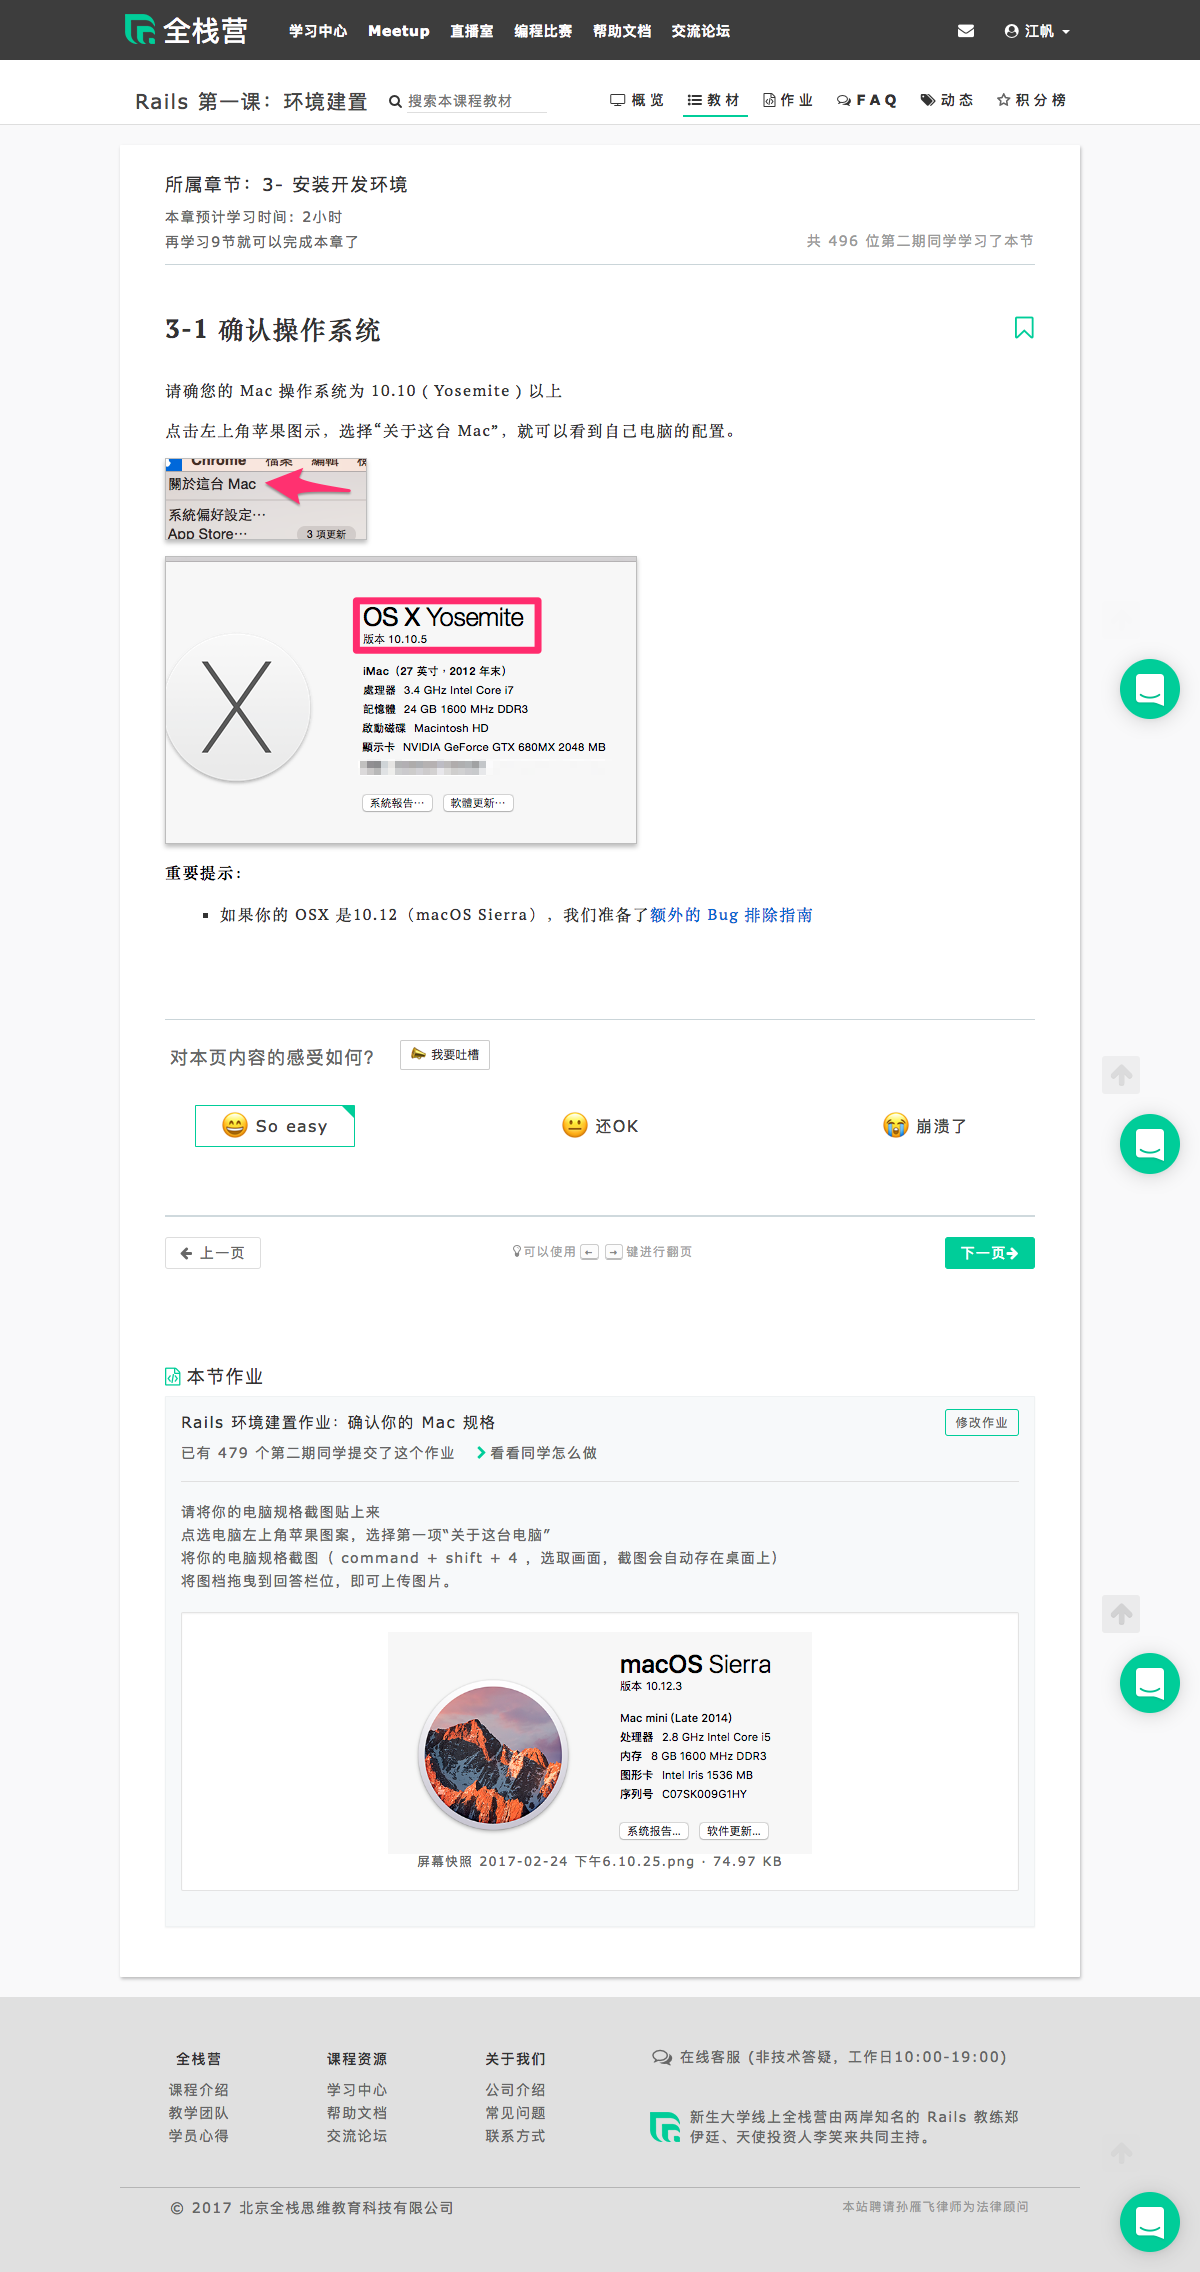 全栈营
学习中心 Meetup 直播室 编程比赛 帮助文档 交流论坛 江帆
Rails 第一课：环境建置 搜索本课程教材 概览 教材 作业 FAQ 动态 积分榜
所属章节：3- 安装开发环境
本章预计学习时间：2小时
再学习9节就可以完成本章了 共 496 位第二期同学学习了本节
3-1 确认操作系统
请确您的 Mac 操作系统为 10.10 ( Yosemite ) 以上
点击左上角苹果图示，选择“关于这台 Mac”，就可以看到自己电脑的配置。
Chrome 檔案 編輯
關於這台 Mac
系統偏好設定⋯
App Store⋯ 3 項更新
OS X Yosemite
版本 10.10.5
iMac（27 英寸，2012 年末）
處理器 3.4 GHz Intel Core i7
記憶體 24 GB 1600 MHz DDR3
啟動磁碟 Macintosh HD
顯示卡 NVIDIA GeForce GTX 680MX 2048 MB
系統報告⋯ 軟體更新⋯
重要提示：
如果你的 OSX 是10.12（macOS Sierra），我们准备了额外的 Bug 排除指南
对本页内容的感受如何？ 我要吐槽
So easy 还OK 崩溃了
← 上一页 可以使用 ← → 键进行翻页 下一页→
本节作业
Rails 环境建置作业：确认你的 Mac 规格 修改作业
已有 479 个第二期同学提交了这个作业 看看同学怎么做
请将你的电脑规格截图贴上来
点选电脑左上角苹果图案，选择第一项“关于这台电脑”
将你的电脑规格截图（ command + shift + 4 ，选取画面，截图会自动存在桌面上）
将图档拖曳到回答栏位，即可上传图片。
macOS Sierra
版本 10.12.3
Mac mini (Late 2014)
处理器 2.8 GHz Intel Core i5
内存 8 GB 1600 MHz DDR3
图形卡 Intel Iris 1536 MB
序列号 C07SK009G1HY
系统报告... 软件更新...
屏幕快照 2017-02-24 下午6.10.25.png · 74.97 KB
全栈营
课程介绍
教学团队
学员心得
课程资源
学习中心
帮助文档
交流论坛
关于我们
公司介绍
常见问题
联系方式
在线客服 (非技术答疑，工作日10:00-19:00)
新生大学线上全栈营由两岸知名的 Rails 教练郑
伊廷、天使投资人李笑来共同主持。
© 2017 北京全栈思维教育科技有限公司 本站聘请孙雁飞律师为法律顾问